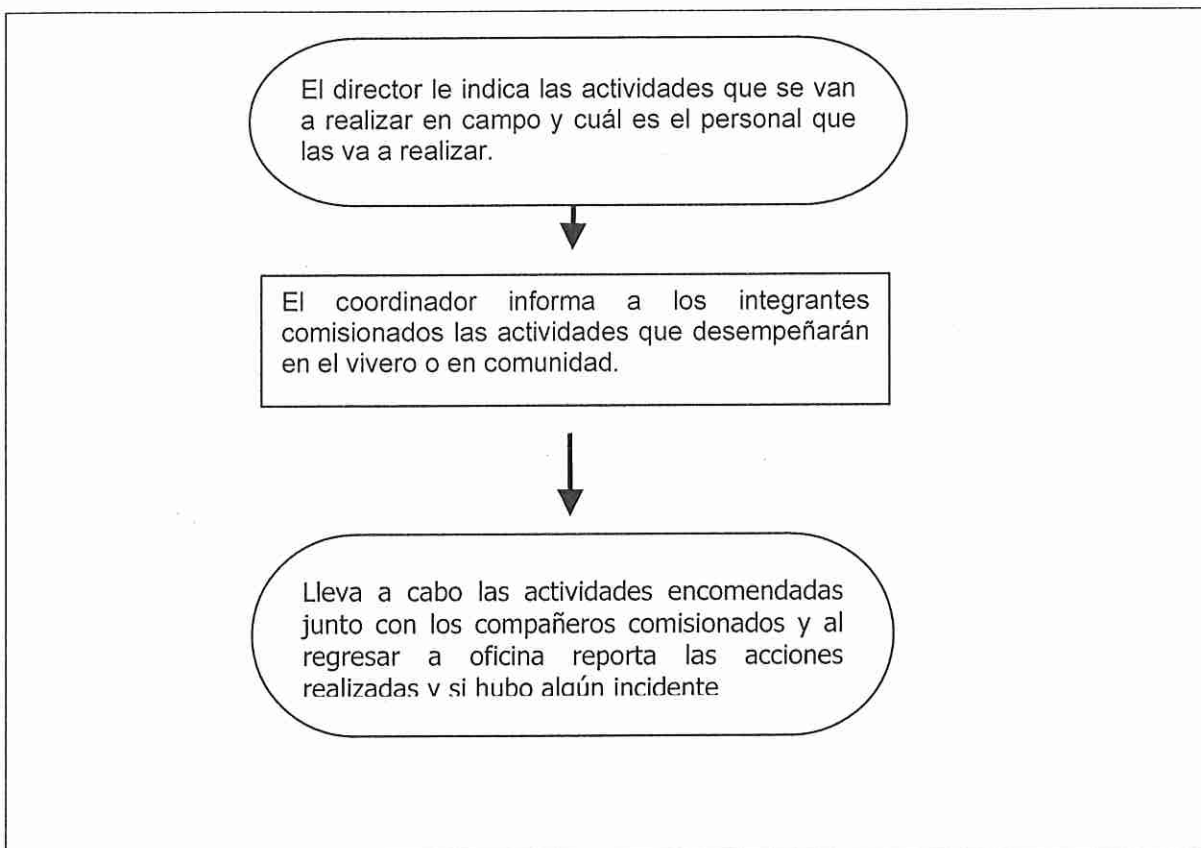 El director le indica las actividades que se van
a realizar en campo y cuál es el personal que
las va a realizar.
El coordinador informa a los integrantes
comisionados las actividades que desempeñarán
en el vivero o en comunidad.
Lleva a cabo las actividades encomendadas
junto con los compañeros comisionados y al
regresar a oficina reporta las acciones
realizadas y si hubo algún incidente